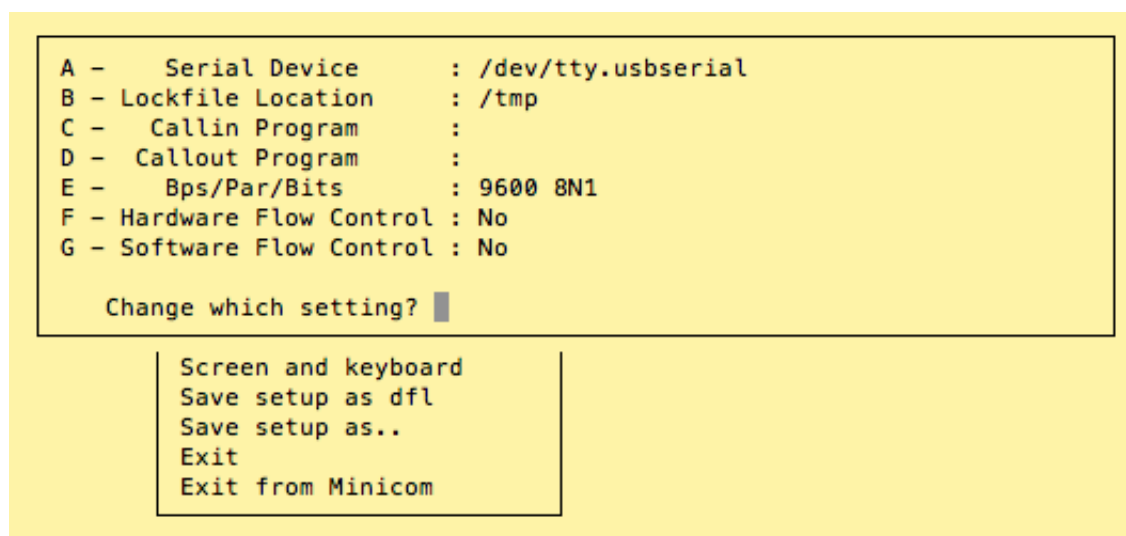 A –    Serial Device      : /dev/tty.usbserial
B – Lockfile Location     : /tmp
C –   Callin Program      :
D –  Callout Program      :
E –    Bps/Par/Bits       : 9600 8N1
F – Hardware Flow Control : No
G – Software Flow Control : No
Change which setting?
Screen and keyboard
Save setup as dfl
Save setup as..
Exit
Exit from Minicom